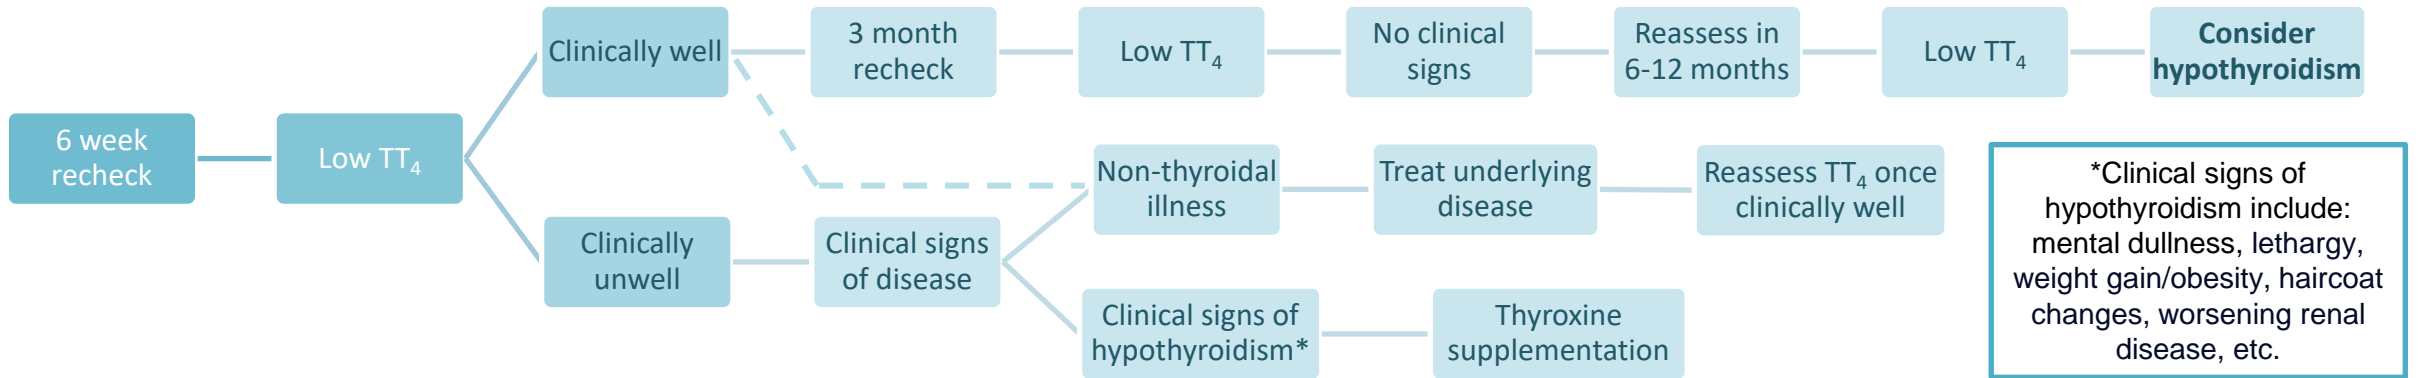 6 week
recheck
Low TT₄
Clinically well
3 month
recheck
Low TT₄
No clinical
signs
Reassess in
6-12 months
Low TT₄
Consider
hypothyroidism
Clinically
unwell
Clinical signs
of disease
Non-thyroidal
illness
Treat underlying
disease
Reassess TT₄ once
clinically well
Clinical signs of
hypothyroidism*
Thyroxine
supplementation
*Clinical signs of
hypothyroidism include:
mental dullness, lethargy,
weight gain/obesity, haircoat
changes, worsening renal
disease, etc.